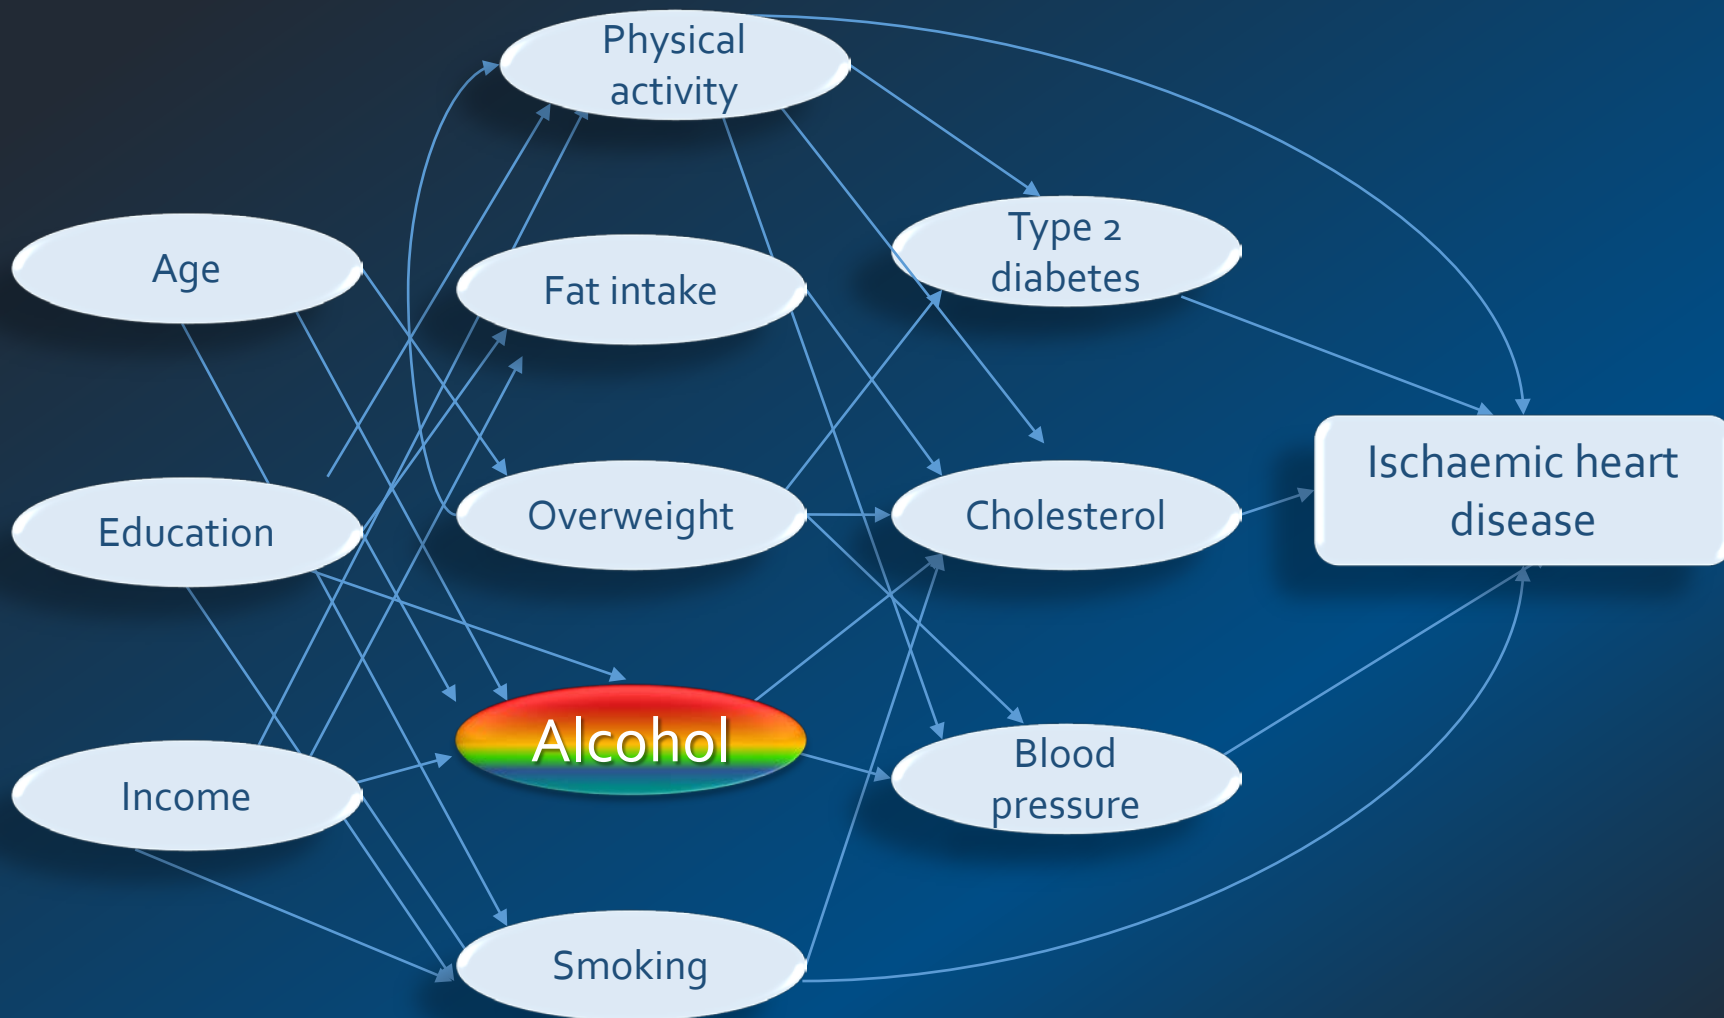 Physical
activity
Age
Fat intake
Type 2
diabetes
Education
Overweight
Cholesterol
Ischaemic heart
disease
Income
Alcohol
Blood
pressure
Smoking